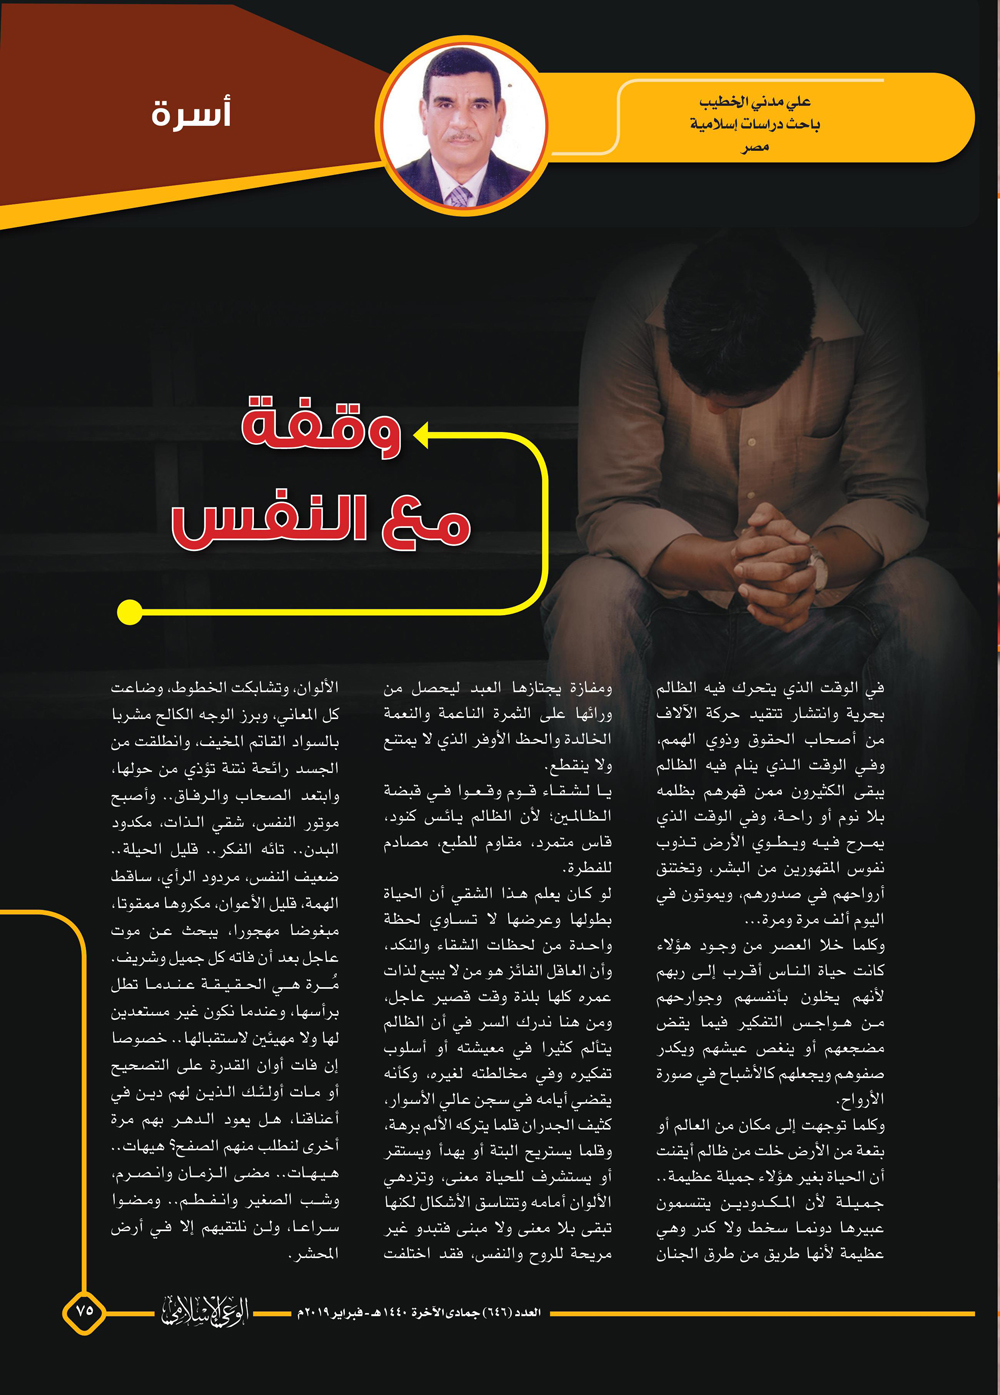 أسرة
علي مدني الخطيب
باحث دراسات إسلامية
مصر
وقفة
مع النفس
في الوقت الذي يتحرك فيه الظالم
بحرية وانتشار تتقيد حركة الآلاف
من أصحاب الحقوق وذوي الهمم،
وفي الوقت الذي ينام فيه الظالم
يبقى الكثيرون ممن قهرهم بظلمه
بلا نوم أو راحة، وفي الوقت الذي
يمرح فيه ويطوي الأرض تذوب
نفوس المقهورين من البشر، وتختنق
أرواحهم في صدورهم، ويموتون في
اليوم ألف مرة ومرة...
وكلما خلا العصر من وجود هؤلاء
كانت حياة الناس أقرب إلى ربهم
لأنهم يخلون بأنفسهم وجوارحهم
من هواجس التفكير فيما يقض
مضجعهم أو ينغص عيشهم ويكدر
صفوهم ويجعلهم كالأشباح في صورة
الأرواح.
وكلما توجهت إلى مكان من العالم أو
بقعة من الأرض خلت من ظالم أيقنت
أن الحياة بغير هؤلاء جميلة عظيمة..
جميلة لأن المكدودين يتنسمون
عبيرها دونما سخط ولا كدر وهي
عظيمة لأنها طريق من طرق الجنان
ومفازة يجتازها العبد ليحصل من
ورائها على الثمرة الناعمة والنعمة
الخالدة والحظ الأوفر الذي لا يمتنع
ولا ينقطع.
يا لشقاء قوم وقعوا في قبضة
الظالمين؛ لأن الظالم يائس كنود،
قاس متمرد، مقاوم للطبع، مصادم
للفطرة.
لو كان يعلم هذا الشقي أن الحياة
بطولها وعرضها لا تساوي لحظة
واحدة من لحظات الشقاء والنكد،
وأن العاقل الفائز هو من لا يبيع لذات
عمره كلها بلذة وقت قصير عاجل،
ومن هنا ندرك السر في أن الظالم
يتألم كثيرا في معيشته أو أسلوب
تفكيره وفي مخالطته لغيره، وكأنه
يقضي أيامه في سجن عالي الأسوار،
كثيف الجدران قلما يتركه الألم برهة،
وقلما يستريح البتة أو يهدأ ويستقر
أو يستشرف للحياة معنى، وتزدهي
الألوان أمامه وتتناسق الأشكال لكنها
تبقى بلا معنى ولا مبنى فتبدو غير
مريحة للروح والنفس، فقد اختلفت
الألوان، وتشابكت الخطوط، وضاعت
كل المعاني، وبرز الوجه الكالح مشربا
بالسواد القاتم المخيف، وانطلقت من
الجسد رائحة نتنة تؤذي من حولها،
وابتعد الصحاب والرفاق.. وأصبح
موتور النفس، شقي الذات، مكدود
البدن.. تائه الفكر.. قليل الحيلة..
ضعيف النفس، مردود الرأي، ساقط
الهمة، قليل الأعوان، مكروها ممقوتا،
مبغوضا مهجورا، يبحث عن موت
عاجل بعد أن فاته كل جميل وشريف.
مُرة هي الحقيقة عندما تطل
برأسها، وعندما نكون غير مستعدين
لها ولا مهيئين لاستقبالها.. خصوصا
إن فات أوان القدرة على التصحيح
أو مات أولئك الذين لهم دين في
أعناقنا، هل يعود الدهر بهم مرة
أخرى لنطلب منهم الصفح؟ هيهات..
هيهات.. مضى الزمان وانصرم،
وشب الصغير وانفطم.. ومضوا
سراعا، ولن نلتقيهم إلا في أرض
المحشر.
العدد (٦٤٦) جمادى الآخرة ١٤٤٠ هـ - فبراير ٢٠١٩م
الوعي الإسلامي
٧٥